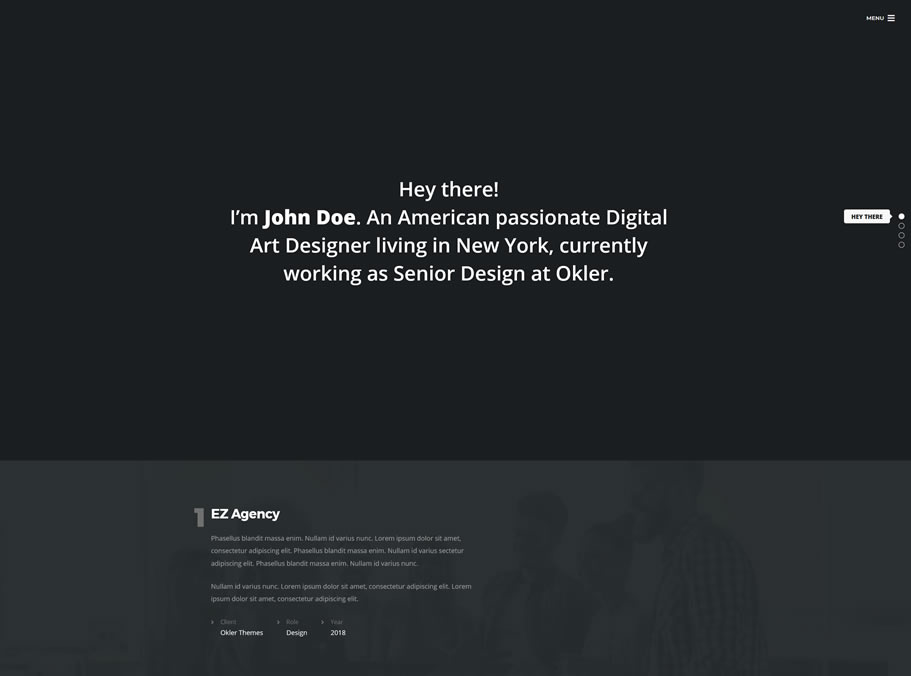 MENU
Hey there!
I'm John Doe. An American passionate Digital
Art Designer living in New York, currently
working as Senior Design at Okler.
HEY THERE
1
EZ Agency
Phasellus blandit massa enim. Nullam id varius nunc. Lorem ipsum dolor sit amet,
consectetur adipiscing elit. Phasellus blandit massa enim. Nullam id varius sectetur
adipiscing elit. Phasellus blandit massa enim. Nullam id varius nunc.
Nullam id varius nunc. Lorem ipsum dolor sit amet, consectetur adipiscing elit. Lorem
ipsum dolor sit amet, consectetur adipiscing elit.
Client Role Year
Okler Themes Design 2018